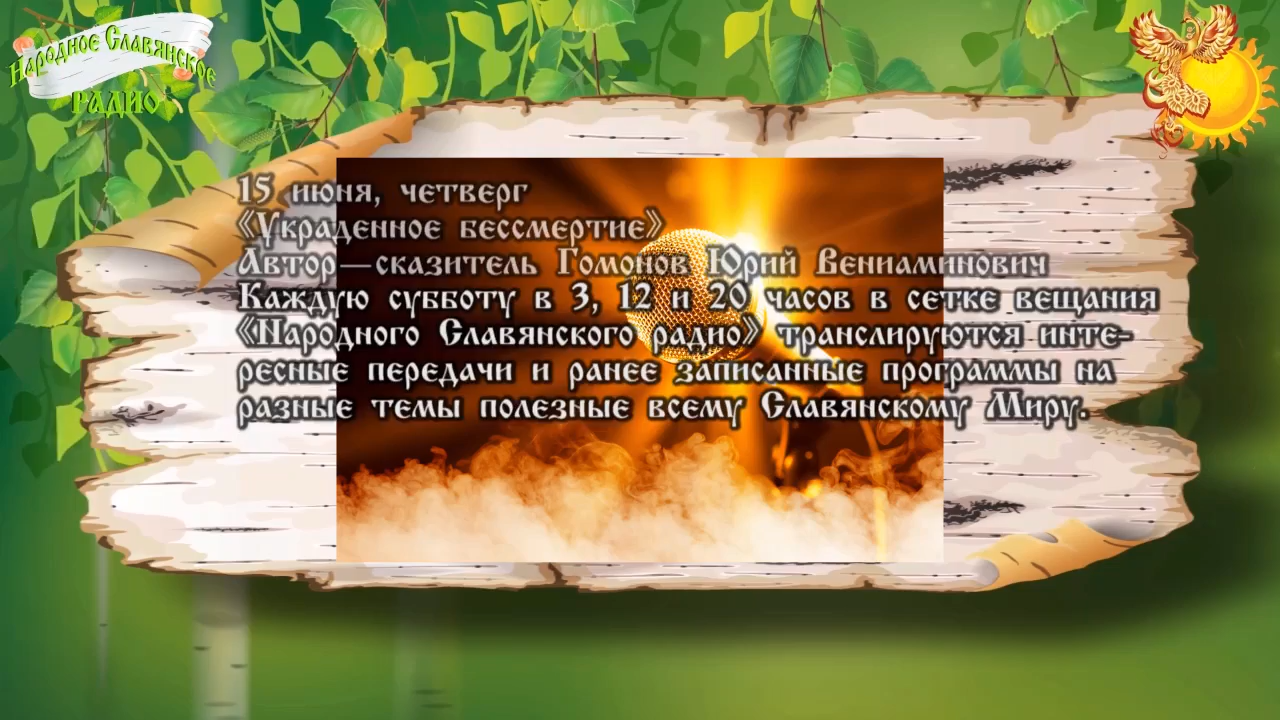 Народное Славянское
РАДИО
15 июня, четверг
《Украденное бессмертие》
Автор—сказитель Гомонов Юрий Вениаминович
Каждую субботу в 3, 12 и 20 часов в сетке вещания
《Народного Славянского радио》 транслируются инте-
ресные передачи и ранее записанные программы на
разные темы полезные всему Славянскому Миру.